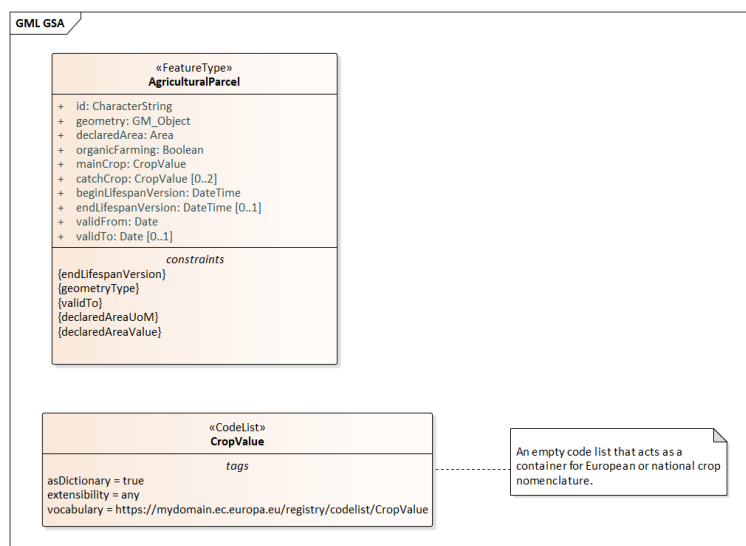 GML GSA
«FeatureType»
AgriculturalParcel
+ id: CharacterString
+ geometry: GM_Object
+ declaredArea: Area
+ organicFarming: Boolean
+ mainCrop: CropValue
+ catchCrop: CropValue [0..2]
+ beginLifespanVersion: DateTime
+ endLifespanVersion: DateTime [0..1]
+ validFrom: Date
+ validTo: Date [0..1]
constraints
{endLifespanVersion}
{geometryType}
{validTo}
{declaredAreaUoM}
{declaredAreaValue}
«CodeList»
CropValue
tags
asDictionary = true
extensibility = any
vocabulary = https://mydomain.ec.europa.eu/registry/codelist/CropValue
An empty code list that acts as a
container for European or national crop
nomenclature.